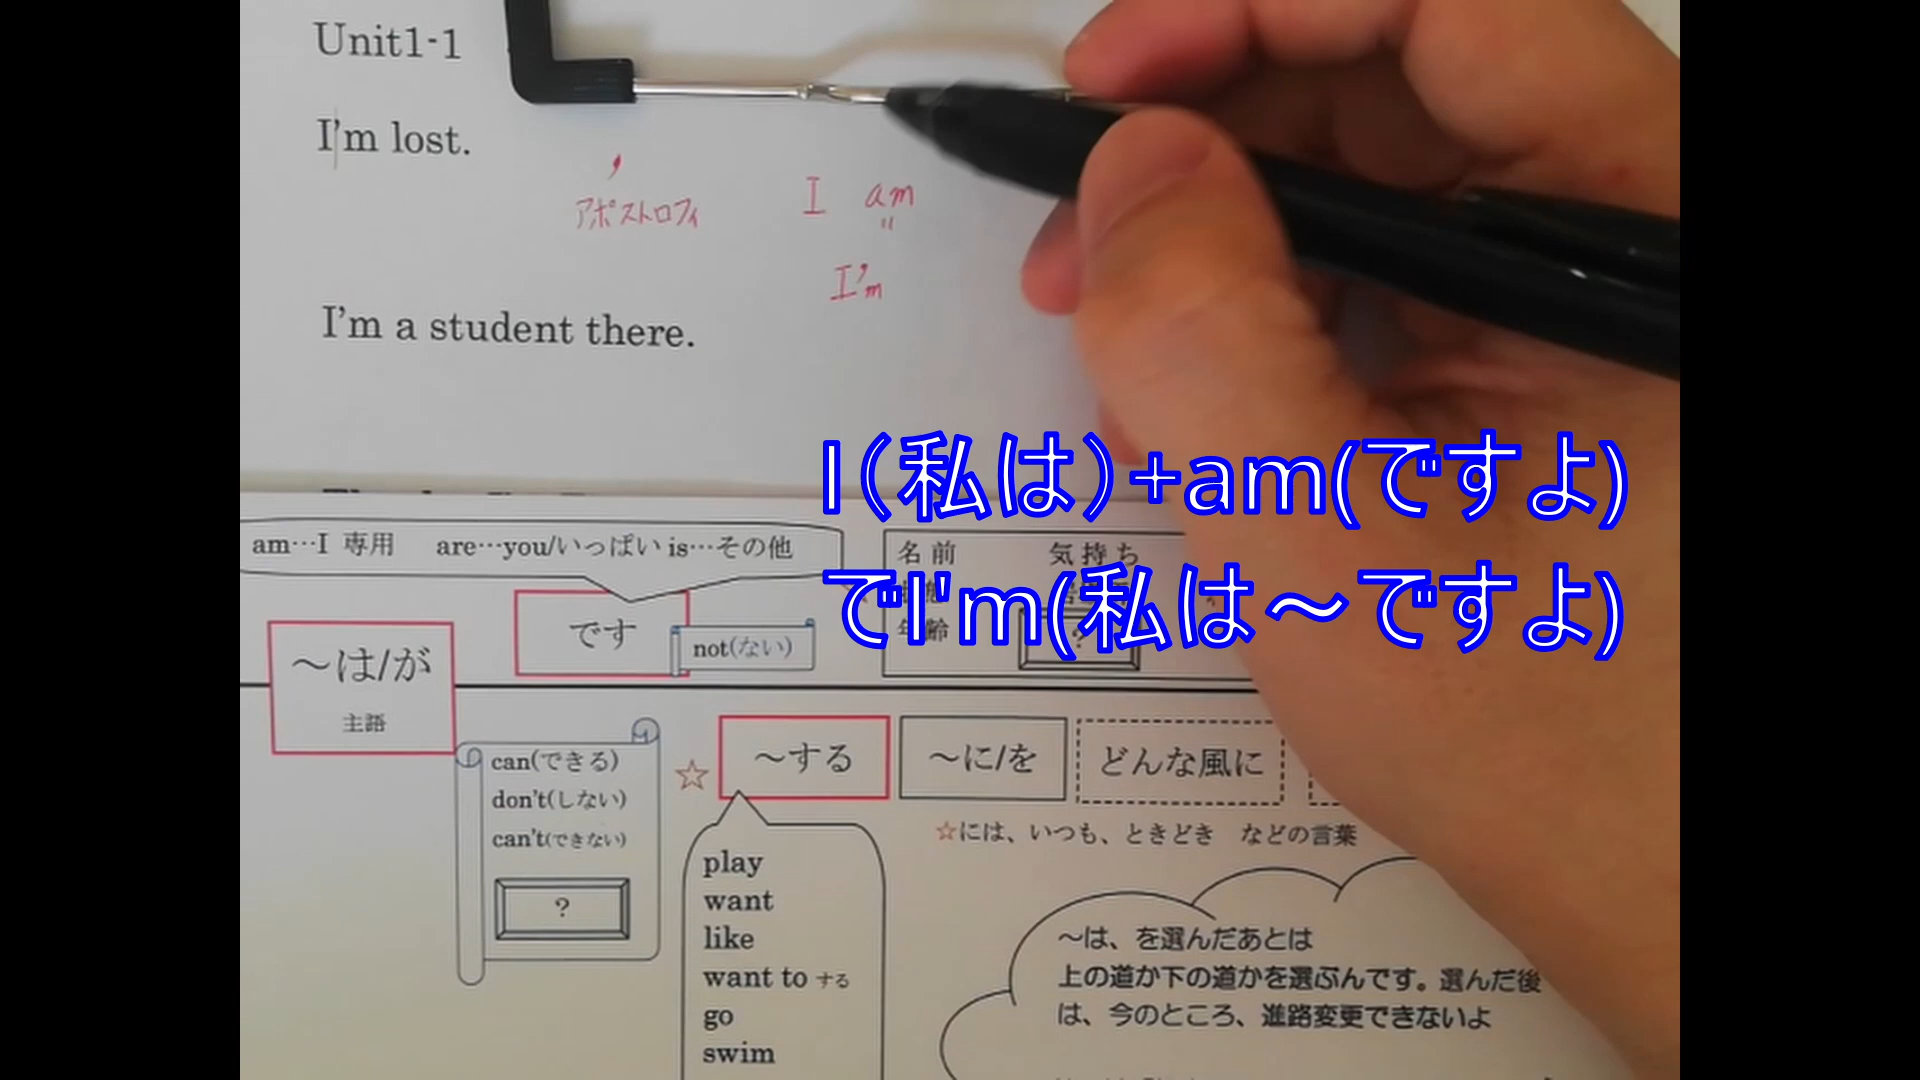 Unit1-1
I'm lost.
,
アポストロフィ
I am
I'm
I'm a student there.
I(私は)+am(ですよ)
でI'm(私は～ですよ)
am…I 専用 are…you/いっぱい is…その他
名前 気持ち
年齢
?
です
not(ない)
～は/が
主語
can(できる)
don't(しない)
can't(できない)
?
☆
～する
～に/を
どんな風に
☆には、いつも、ときどき などの言葉
play
want
like
want to する
go
swim
～は、を選んだあとは
上の道か下の道かを選ぶんです。選んだ後
は、今のところ、進路変更できないよ